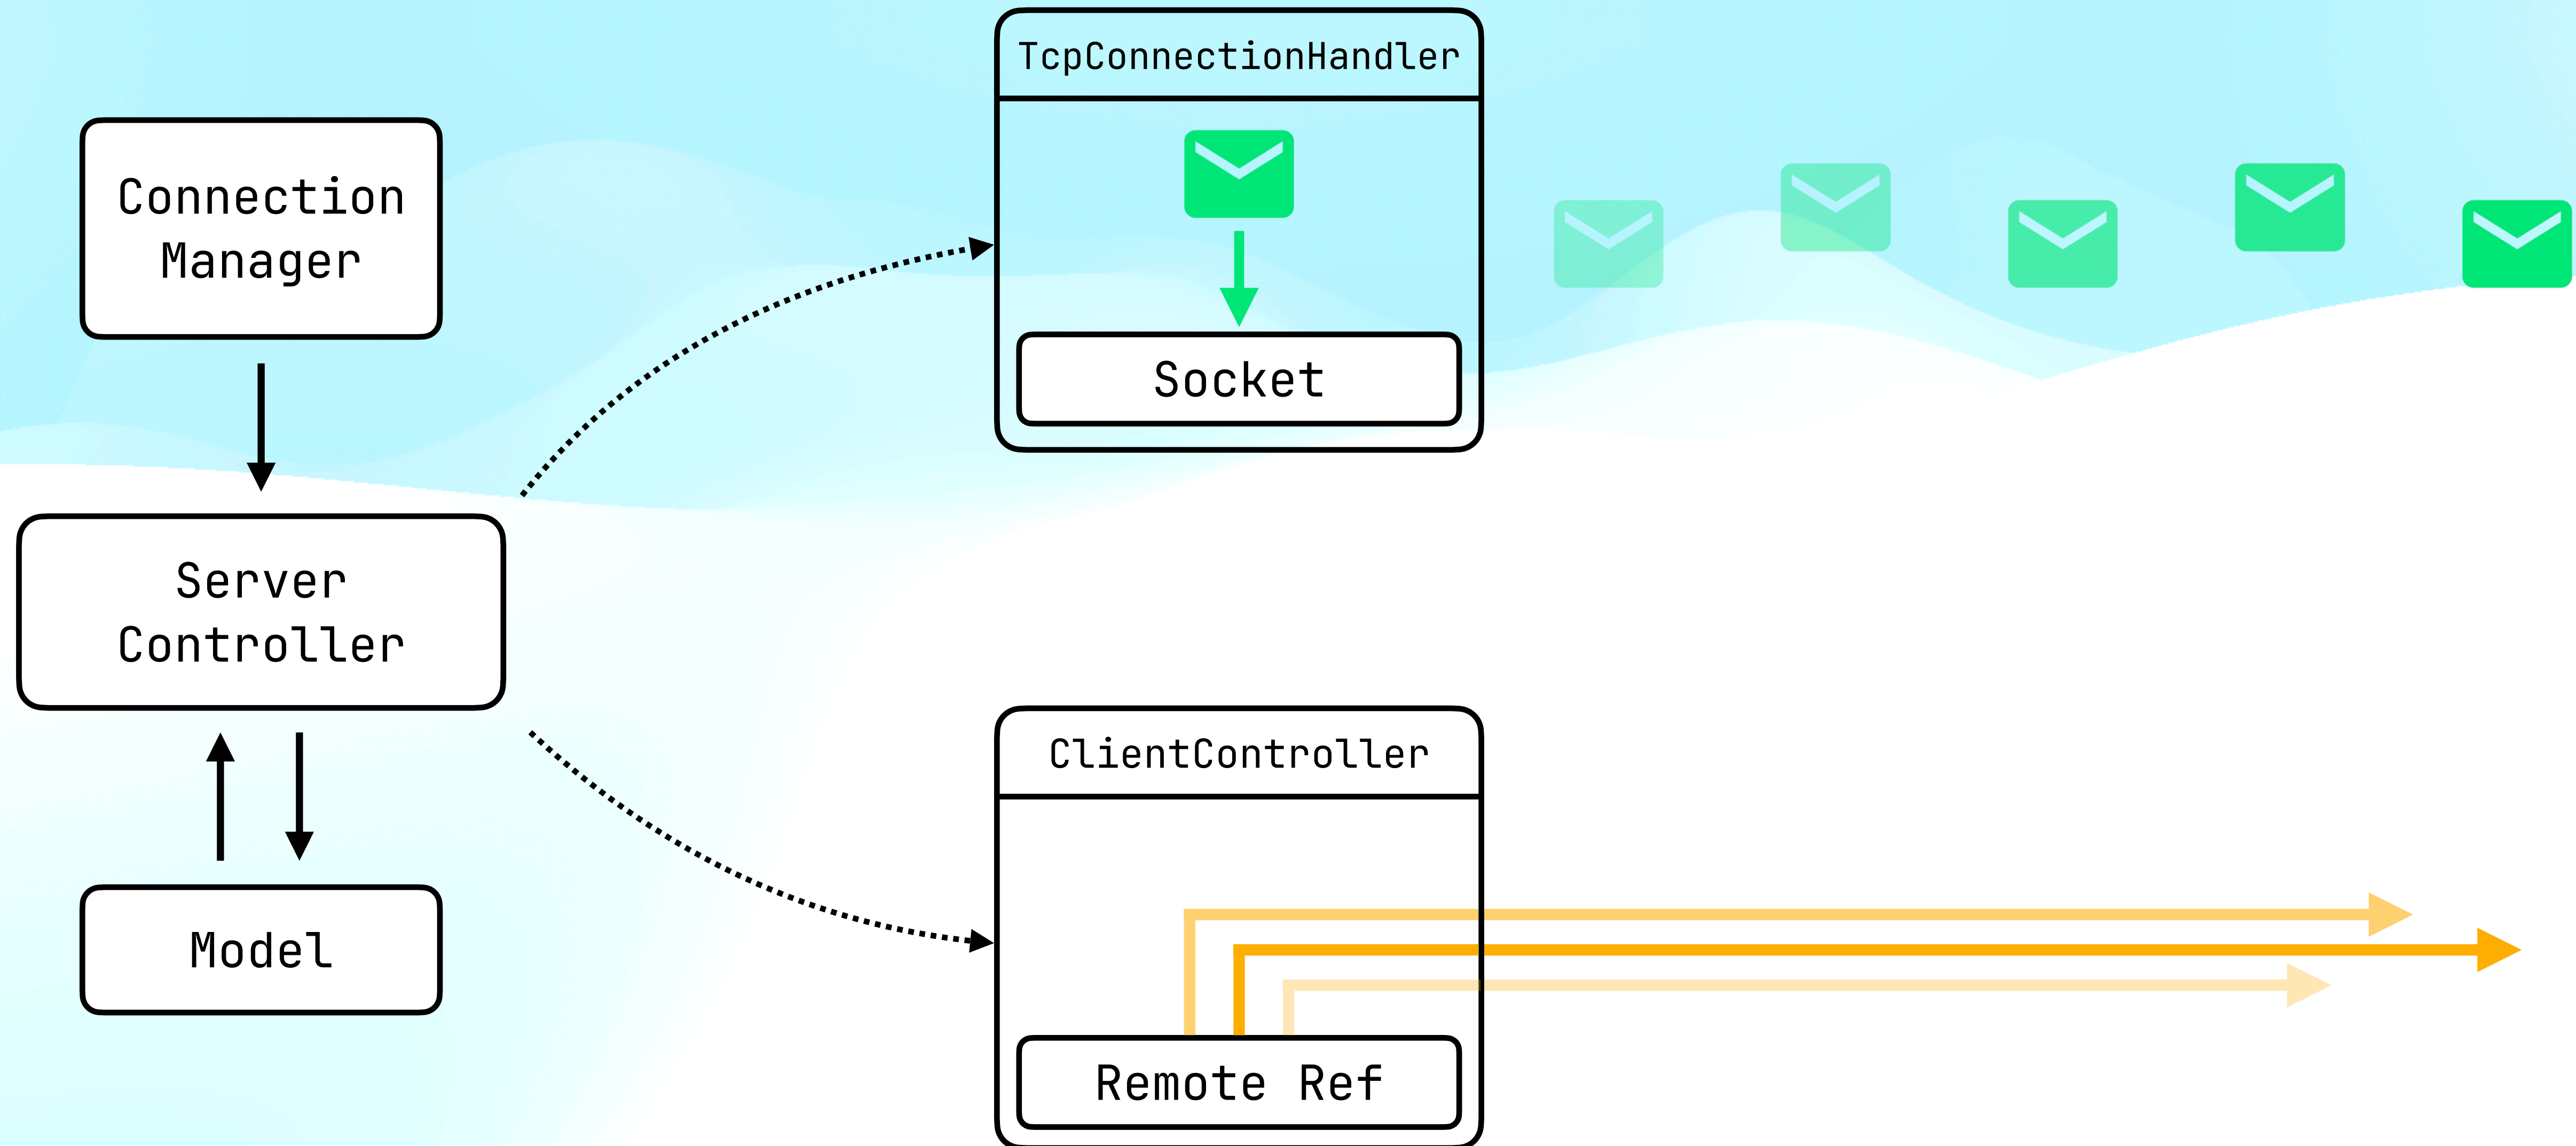 TcpConnectionHandler
Connection
Manager
Socket
Server
Controller
ClientController
Model
Remote Ref